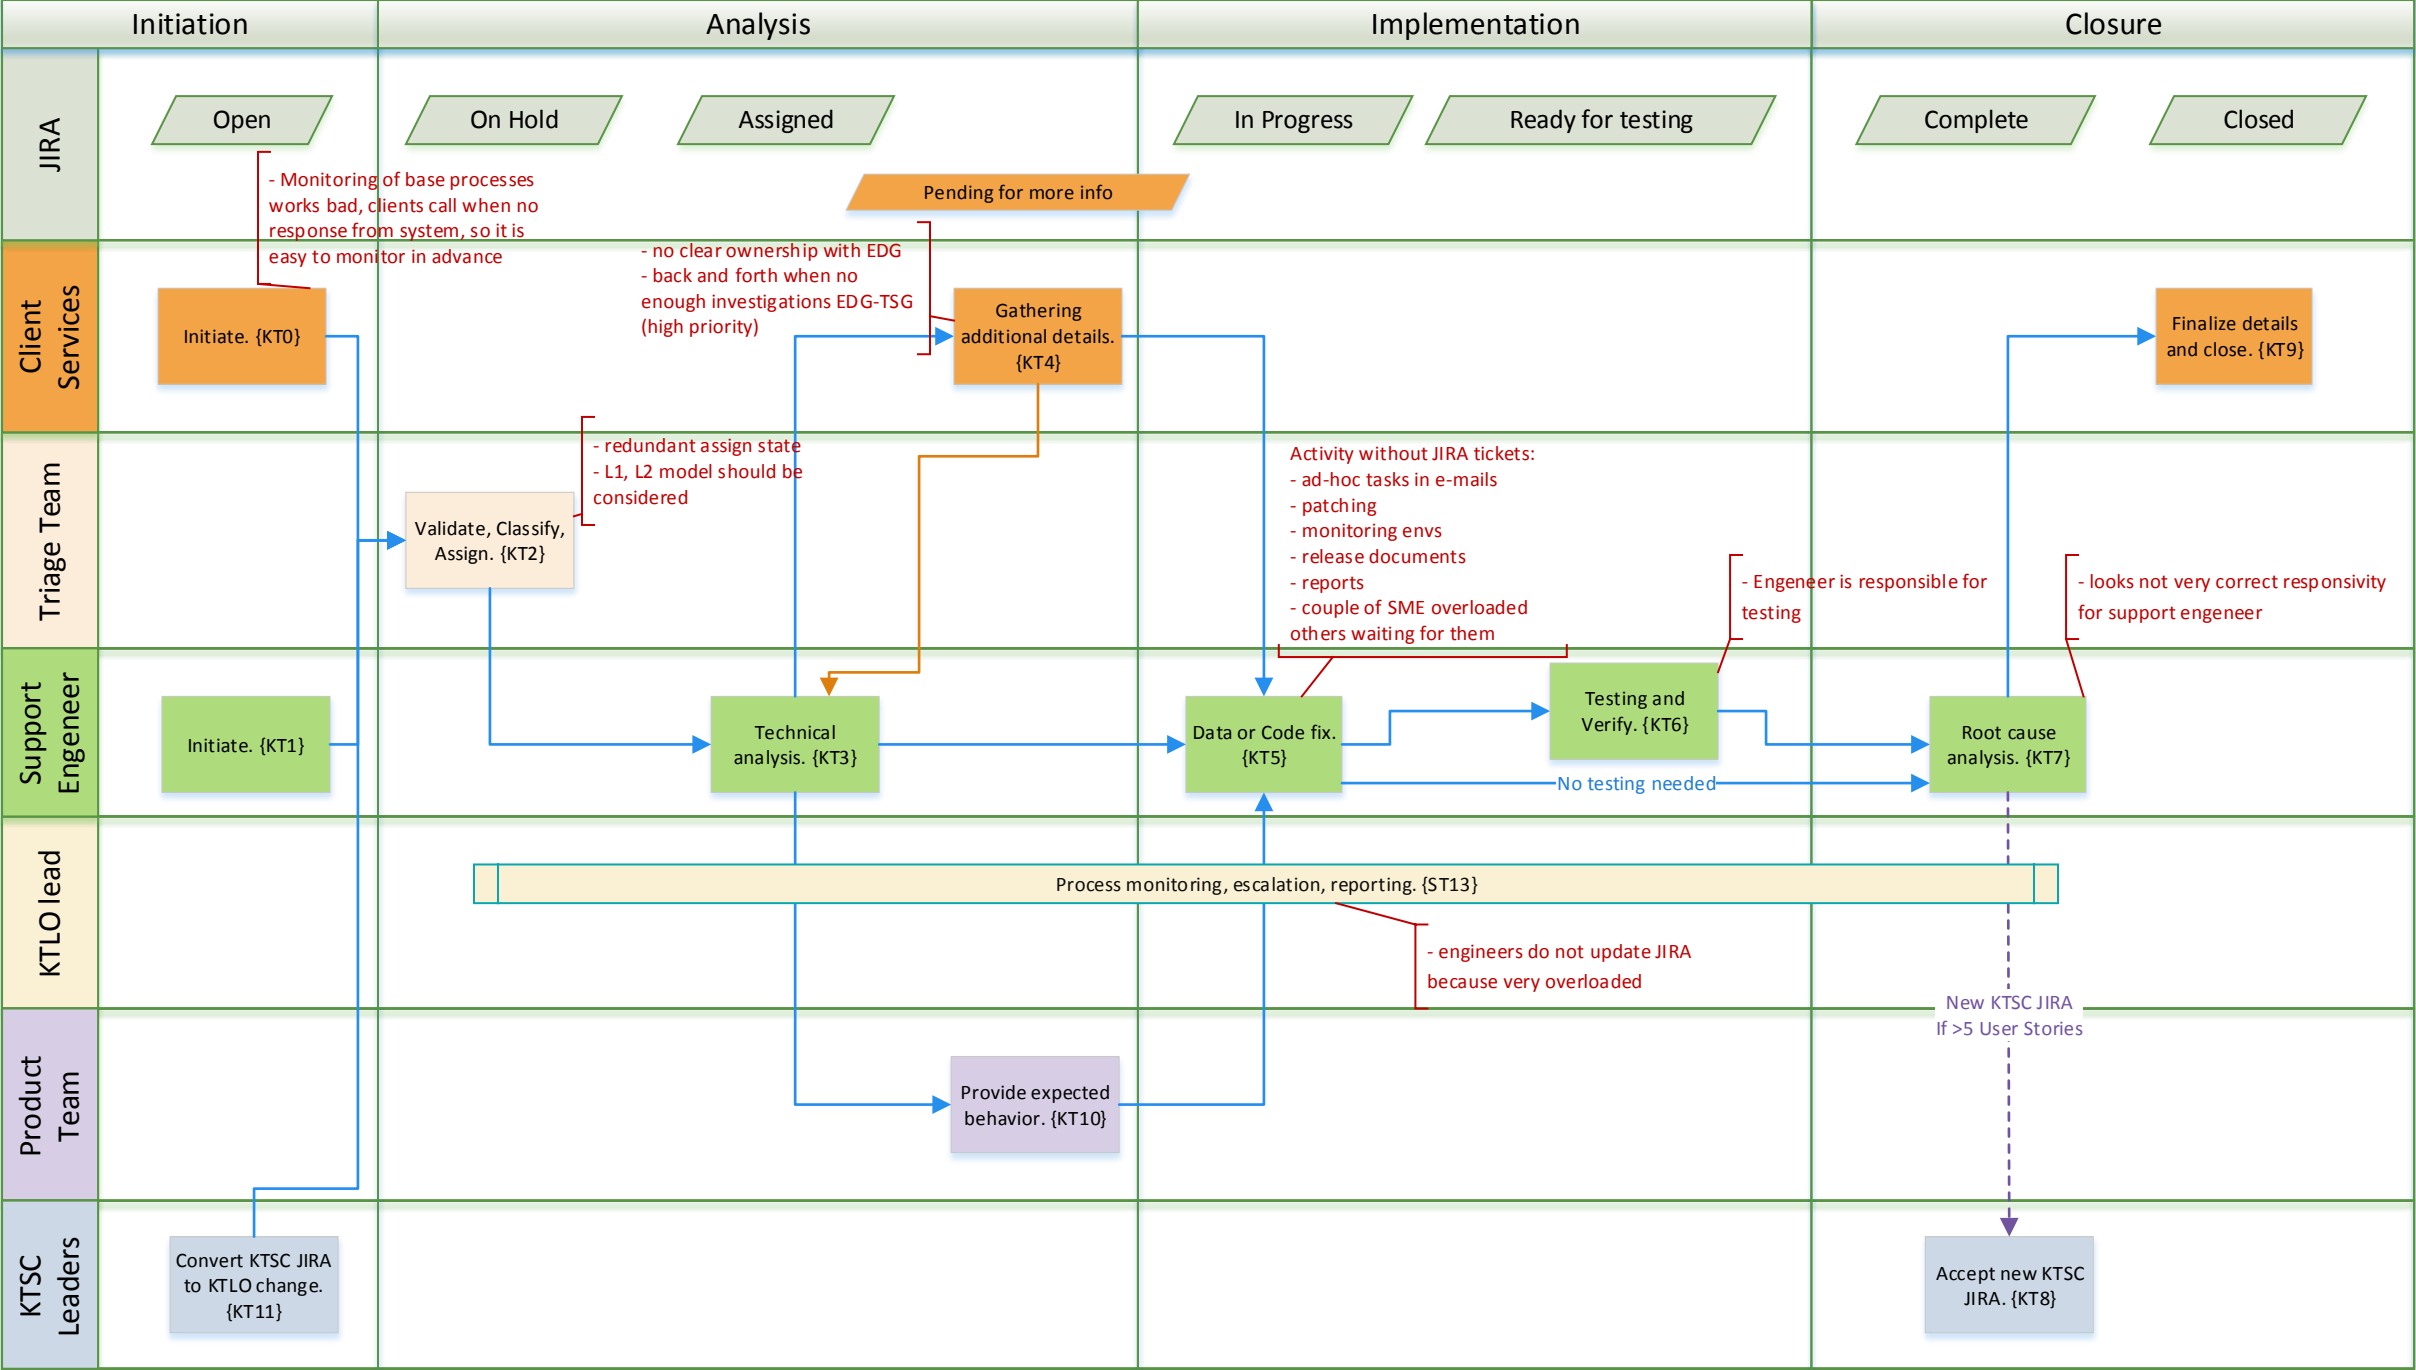 Initiation
Analysis
Implementation
Closure
JIRA
Open
On Hold
Assigned
In Progress
Ready for testing
Complete
Closed
Pending for more info
- Monitoring of base processes
works bad, clients call when no
response from system, so it is
easy to monitor in advance
Client
Services
Initiate. {KT0}
- no clear ownership with EDG
- back and forth when no
enough investigations EDG-TSG
(high priority)
Gathering
additional details.
{KT4}
Finalize details
and close. {KT9}
Triage Team
Validate, Classify,
Assign. {KT2}
- redundant assign state
- L1, L2 model should be
considered
Activity without JIRA tickets:
- ad-hoc tasks in e-mails
- patching
- monitoring envs
- release documents
- reports
- couple of SME overloaded
others waiting for them
- Engeneer is responsible for
testing
- looks not very correct responsivity
for support engeneer
Support
Engeneer
Initiate. {KT1}
Technical
analysis. {KT3}
Data or Code fix.
{KT5}
Testing and
Verify. {KT6}
No testing needed
Root cause
analysis. {KT7}
KTLO lead
Process monitoring, escalation, reporting. {ST13}
- engineers do not update JIRA
because very overloaded
New KTSC JIRA
If >5 User Stories
Product
Team
Provide expected
behavior. {KT10}
KTSC
Leaders
Convert KTSC JIRA
to KTLO change.
{KT11}
Accept new KTSC
JIRA. {KT8}